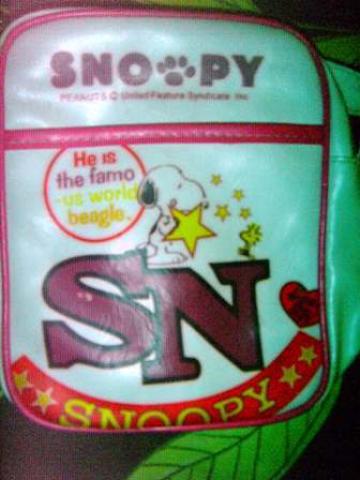 SNOOPY
PEANUTS © United Feature Syndicate Inc
He is
the famo
-us world
beagle.
SN
SNOOPY